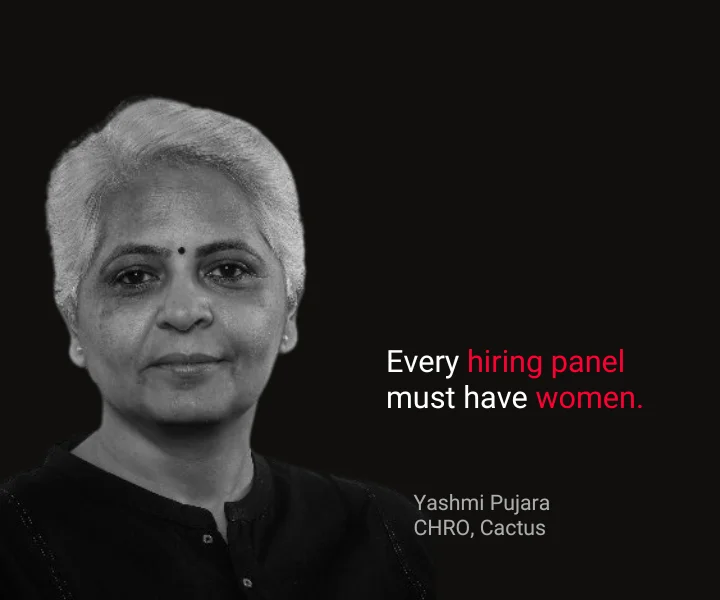 Every hiring panel
must have women.
Yashmi Pujara
CHRO, Cactus